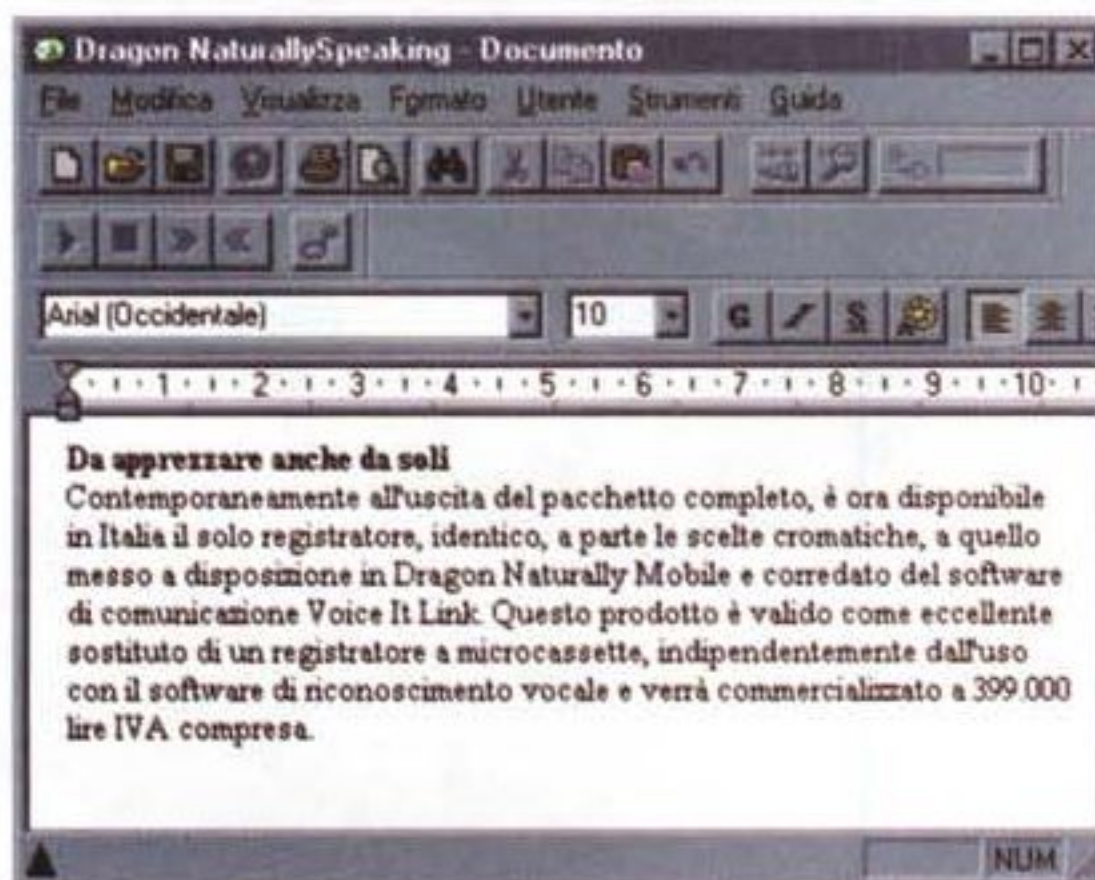 Dragon NaturallySpeaking - Documento
File Modifica Visualizza Formato Utente Strumenti Guida
Arial (Occidentale) 10 G I S
1 2 3 4 5 6 7 8 9 10
Da apprezzare anche da soli
Contemporaneamente all'uscita del pacchetto completo, è ora disponibile
in Italia il solo registratore, identico, a parte le scelte cromatiche, a quello
messo a disposizione in Dragon Naturally Mobile e corredato del software
di comunicazione Voice It Link. Questo prodotto è valido come eccellente
sostituto di un registratore a microcassette, indipendentemente dall'uso
con il software di riconoscimento vocale e verrà commercializzato a 399.000
lire IVA compresa.
NUM